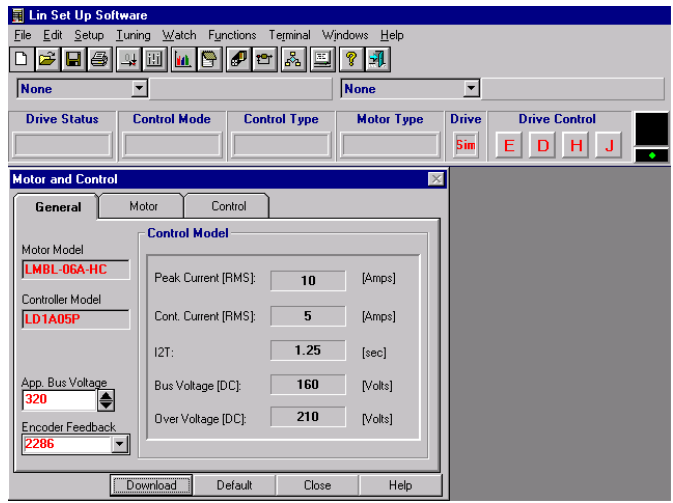 Lin Set Up Software
File Edit Setup Tuning Watch Functions Terminal Windows Help
None None
Drive Status Control Mode Control Type Motor Type Drive Drive Control
Sim E D H J
Motor and Control
General Motor Control
Control Model
Motor Model
LMBL-06A-HC
Peak Current [RMS]: 10 [Amps]
Controller Model
LD1A05P
Cont. Current [RMS]: 5 [Amps]
I2T: 1.25 [sec]
App. Bus Voltage
320
Bus Voltage [DC]: 160 [Volts]
Over Voltage [DC]: 210 [Volts]
Encoder Feedback
2286
Download Default Close Help